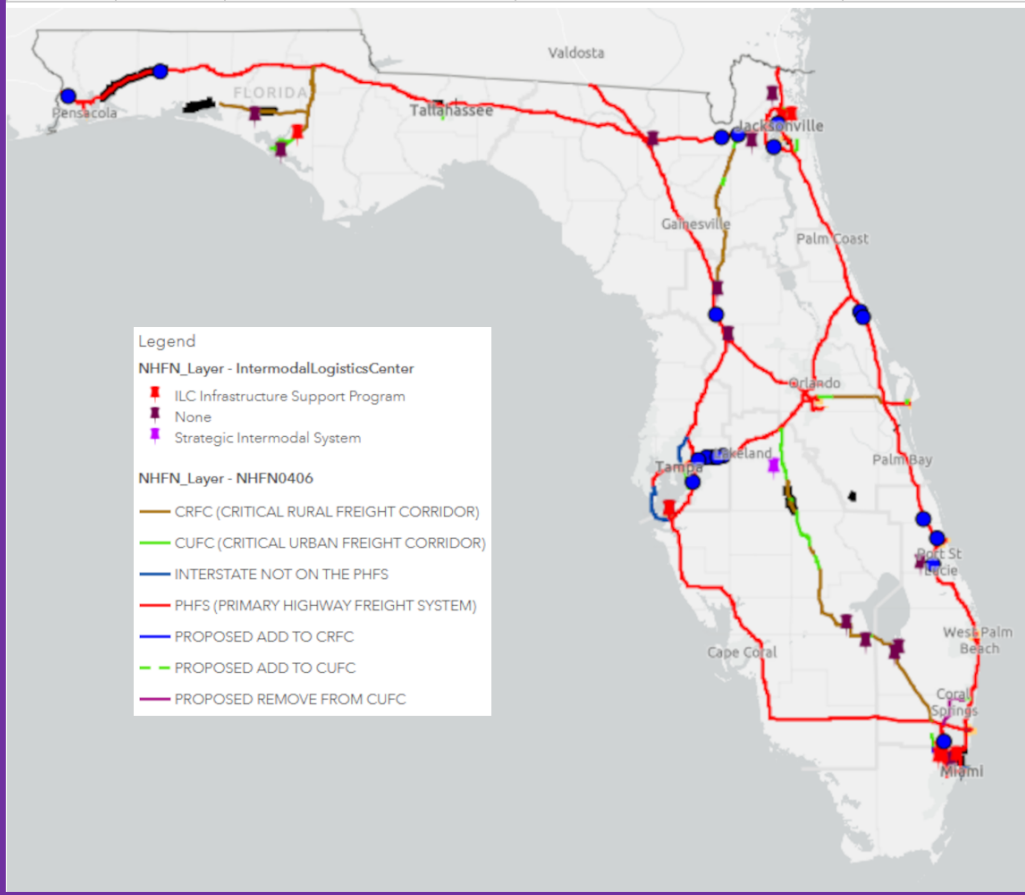 Valdosta
FLORIDA
Pensacola
Tallahassee
Jacksonville
Gainesville
Palm Coast
Orlando
Lakeland
Tampa
Palm Bay
Port St
Lucie
West Palm
Beach
Cape Coral
Coral
Springs
Miami
Legend
NHFN_Layer - IntermodalLogisticsCenter
ILC Infrastructure Support Program
None
Strategic Intermodal System
NHFN_Layer - NHFN0406
CRFC (CRITICAL RURAL FREIGHT CORRIDOR)
CUFC (CRITICAL URBAN FREIGHT CORRIDOR)
INTERSTATE NOT ON THE PHFS
PHFS (PRIMARY HIGHWAY FREIGHT SYSTEM)
PROPOSED ADD TO CRFC
PROPOSED ADD TO CUFC
PROPOSED REMOVE FROM CUFC